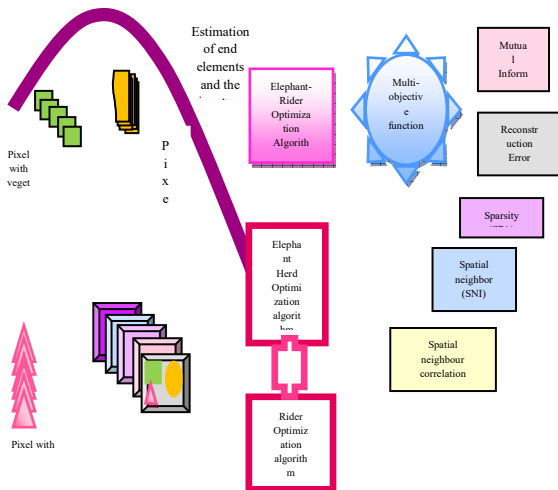 Estimation
of end
elements
and the
Pixel
with
veget
P
i
x
e
Elephant-
Rider
Optimiza
tion
Algorith
Multi-
objectiv
e
function
Mutua
l
Inform
Reconstr
uction
Error
Sparsity
Spatial
neighbor
(SNI)
Spatial
neighbour
correlation
Elepha
nt
Herd
Optimi
zation
algorit
hm
Rider
Optimiz
ation
algorith
m
Pixel with